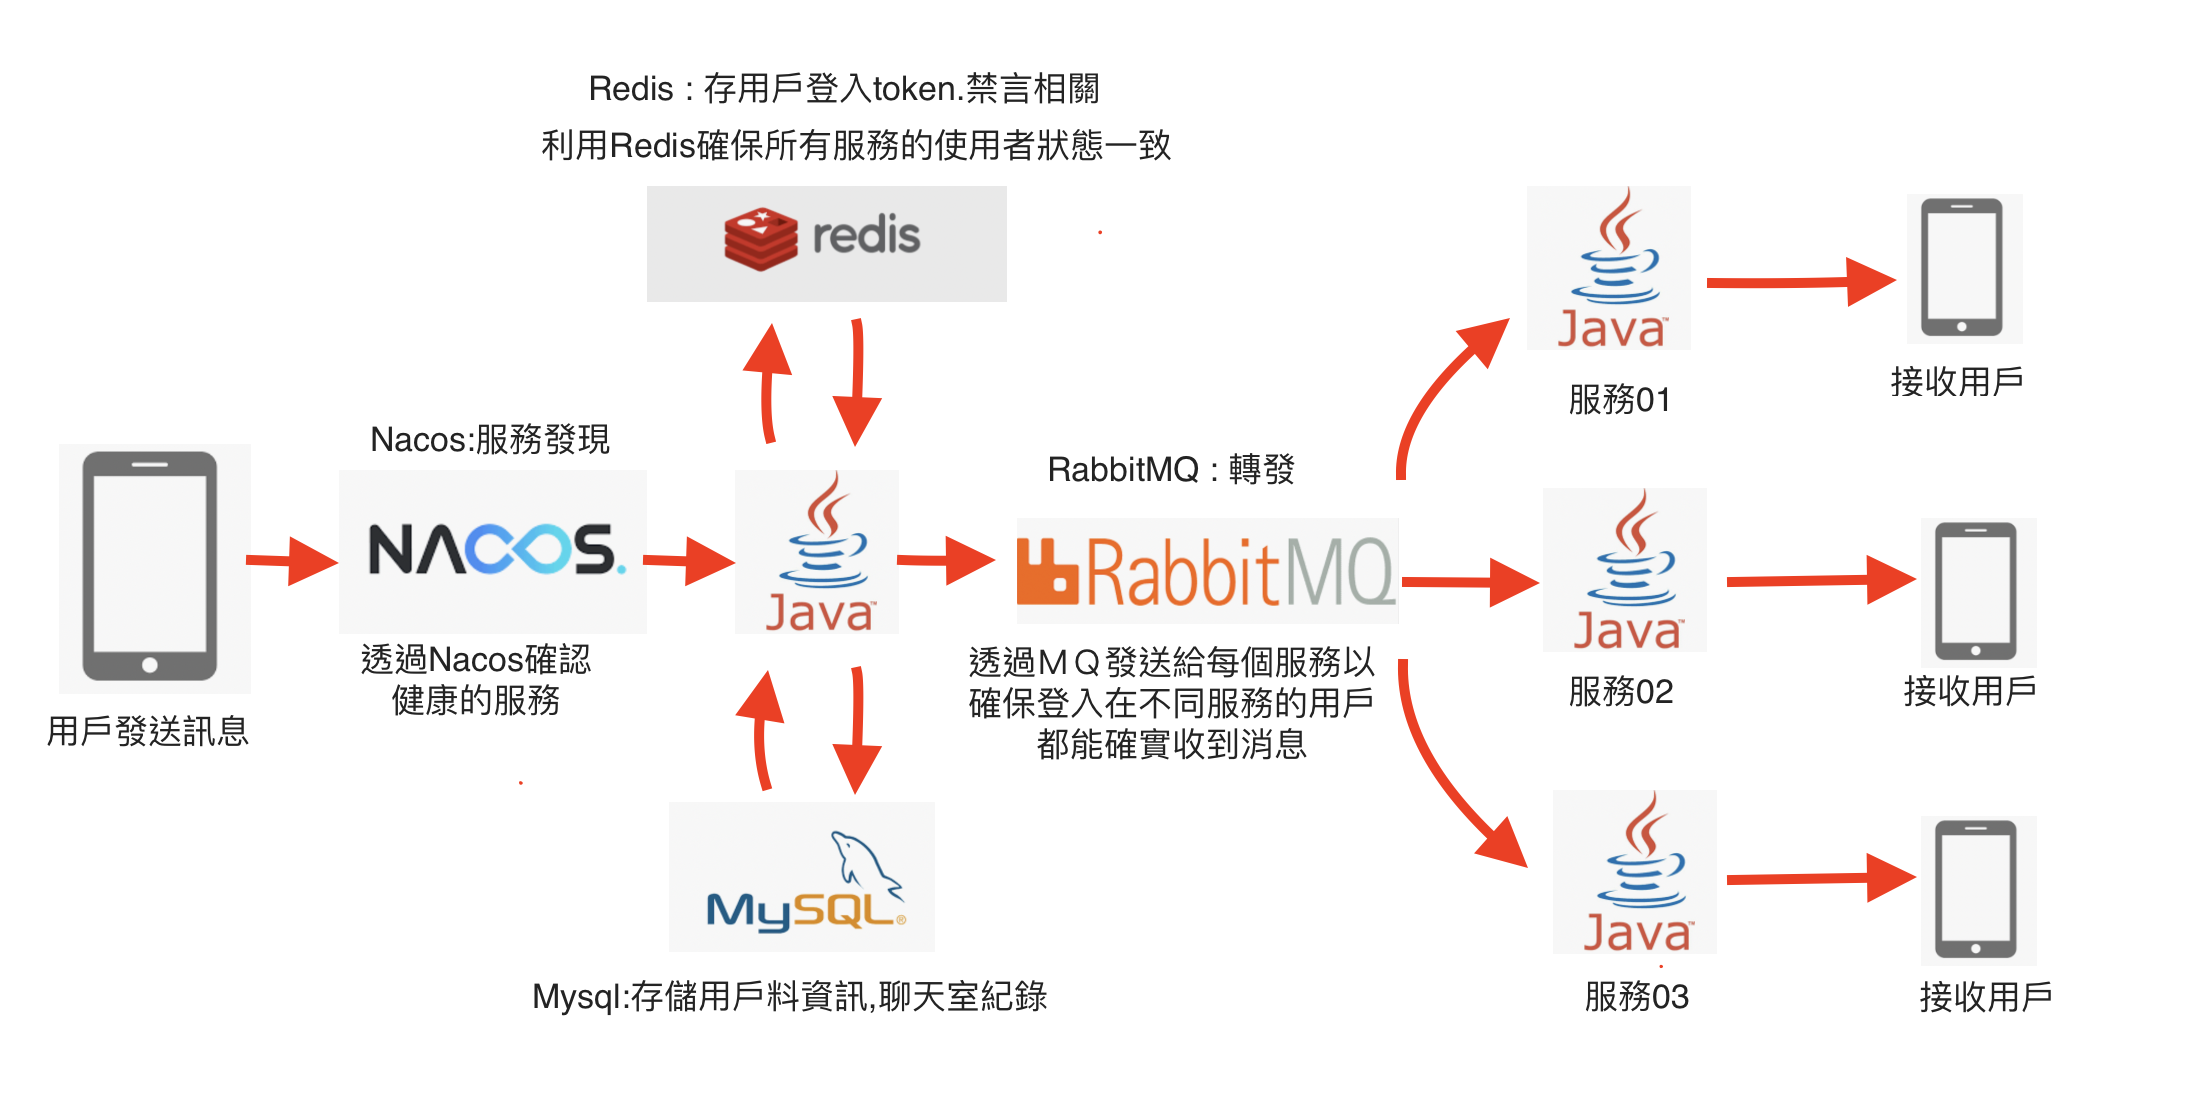 Redis : 存用戶登入token.禁言相關
利用Redis確保所有服務的使用者狀態一致
redis
Nacos:服務發現
NACOS.
透過Nacos確認
健康的服務
用戶發送訊息
Java™
RabbitMQ : 轉發
RabbitMQ
透過ＭＱ發送給每個服務以
確保登入在不同服務的用戶
都能確實收到消息
MySQL®
Mysql:存儲用戶料資訊,聊天室紀錄
Java™
服務01
接收用戶
Java™
服務02
接收用戶
Java™
服務03
接收用戶